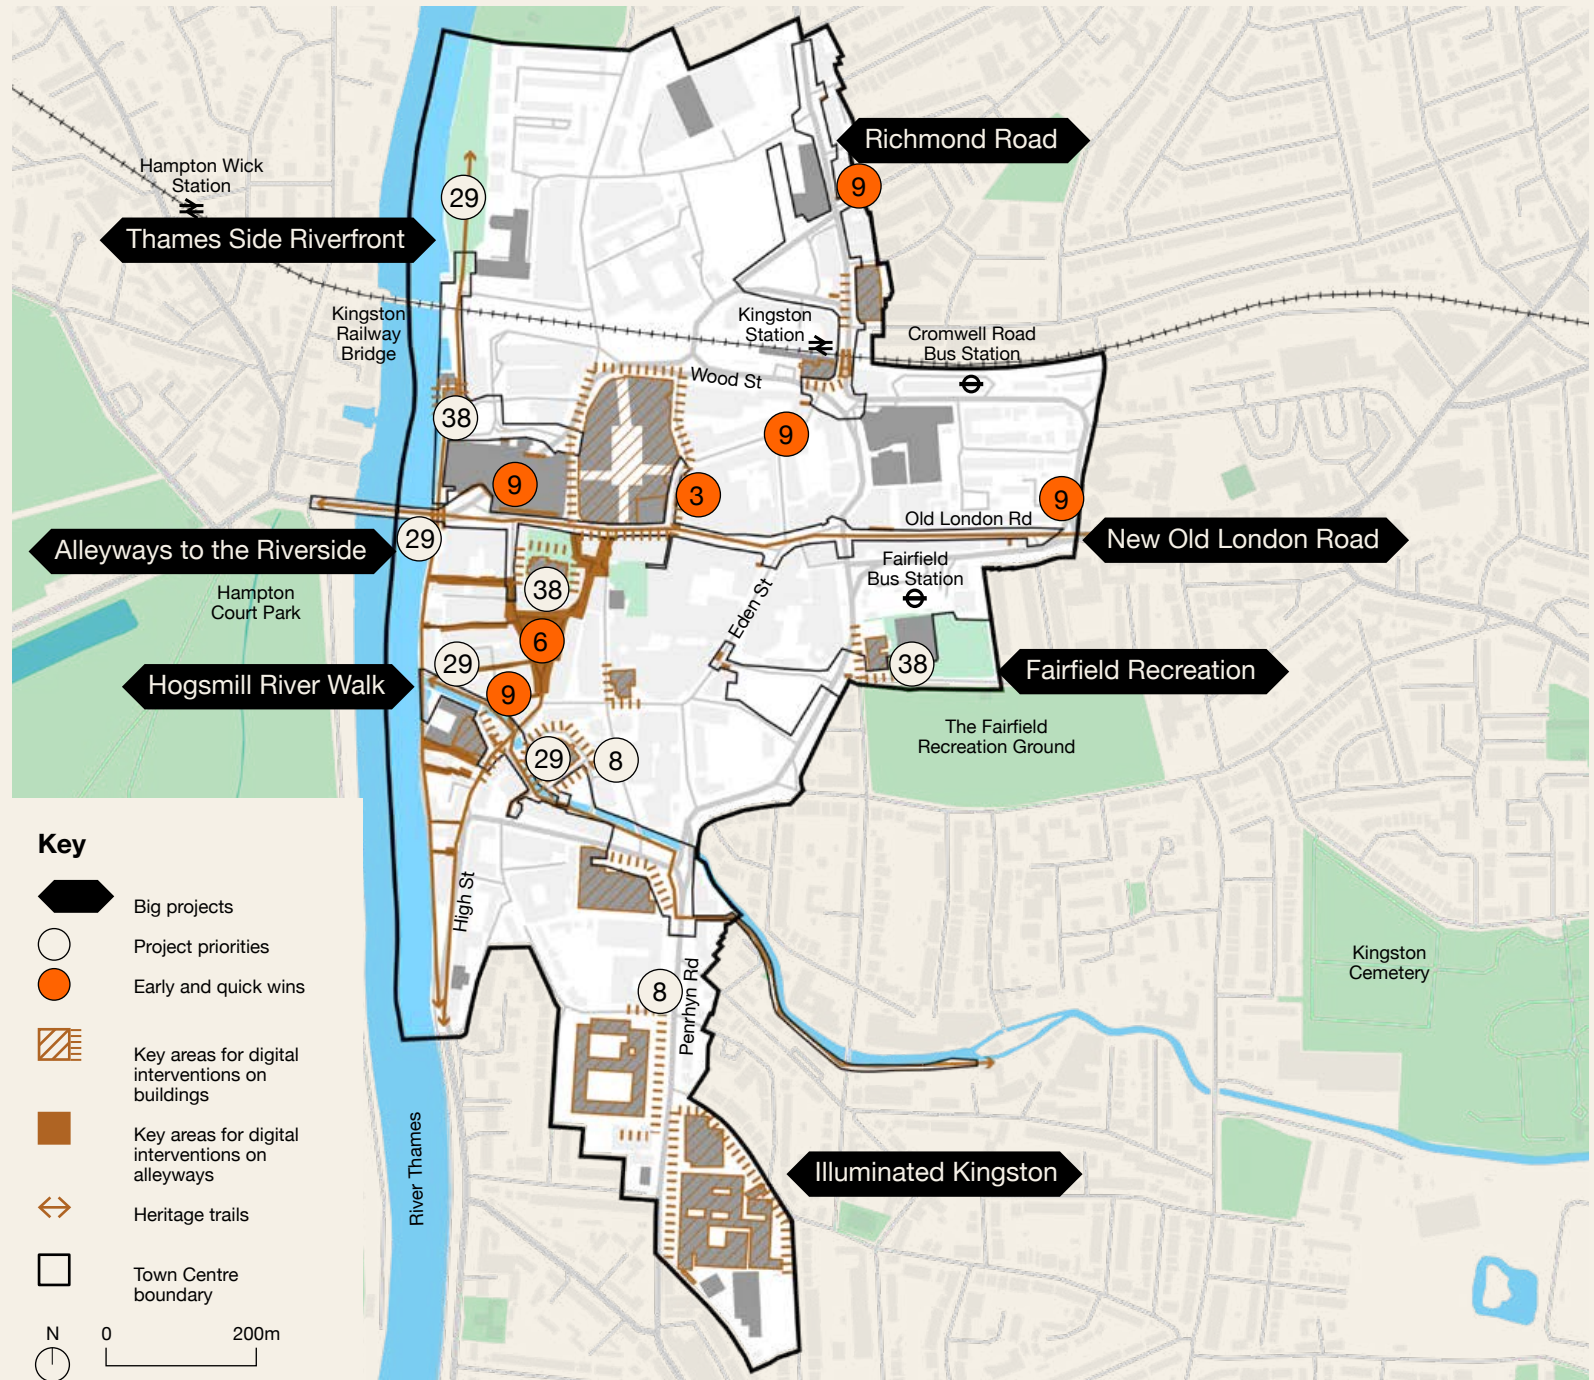 Richmond Road
9
Hampton Wick
Station
29
Thames Side Riverfront
Kingston
Railway
Bridge
Kingston
Station
Cromwell Road
Bus Station
Wood St
38
9
9
3
9
Old London Rd
29
Alleyways to the Riverside
New Old London Road
Fairfield
Bus Station
Hampton
Court Park
38
Eden St
6
29
38
Fairfield Recreation
Hogsmill River Walk
9
The Fairfield
Recreation Ground
29
8
High St
Kingston
Cemetery
8
Penrhyn Rd
River Thames
Illuminated Kingston
Key
Big projects
Project priorities
Early and quick wins
Key areas for digital
interventions on
buildings
Key areas for digital
interventions on
alleyways
Heritage trails
Town Centre
boundary
N
0
200m